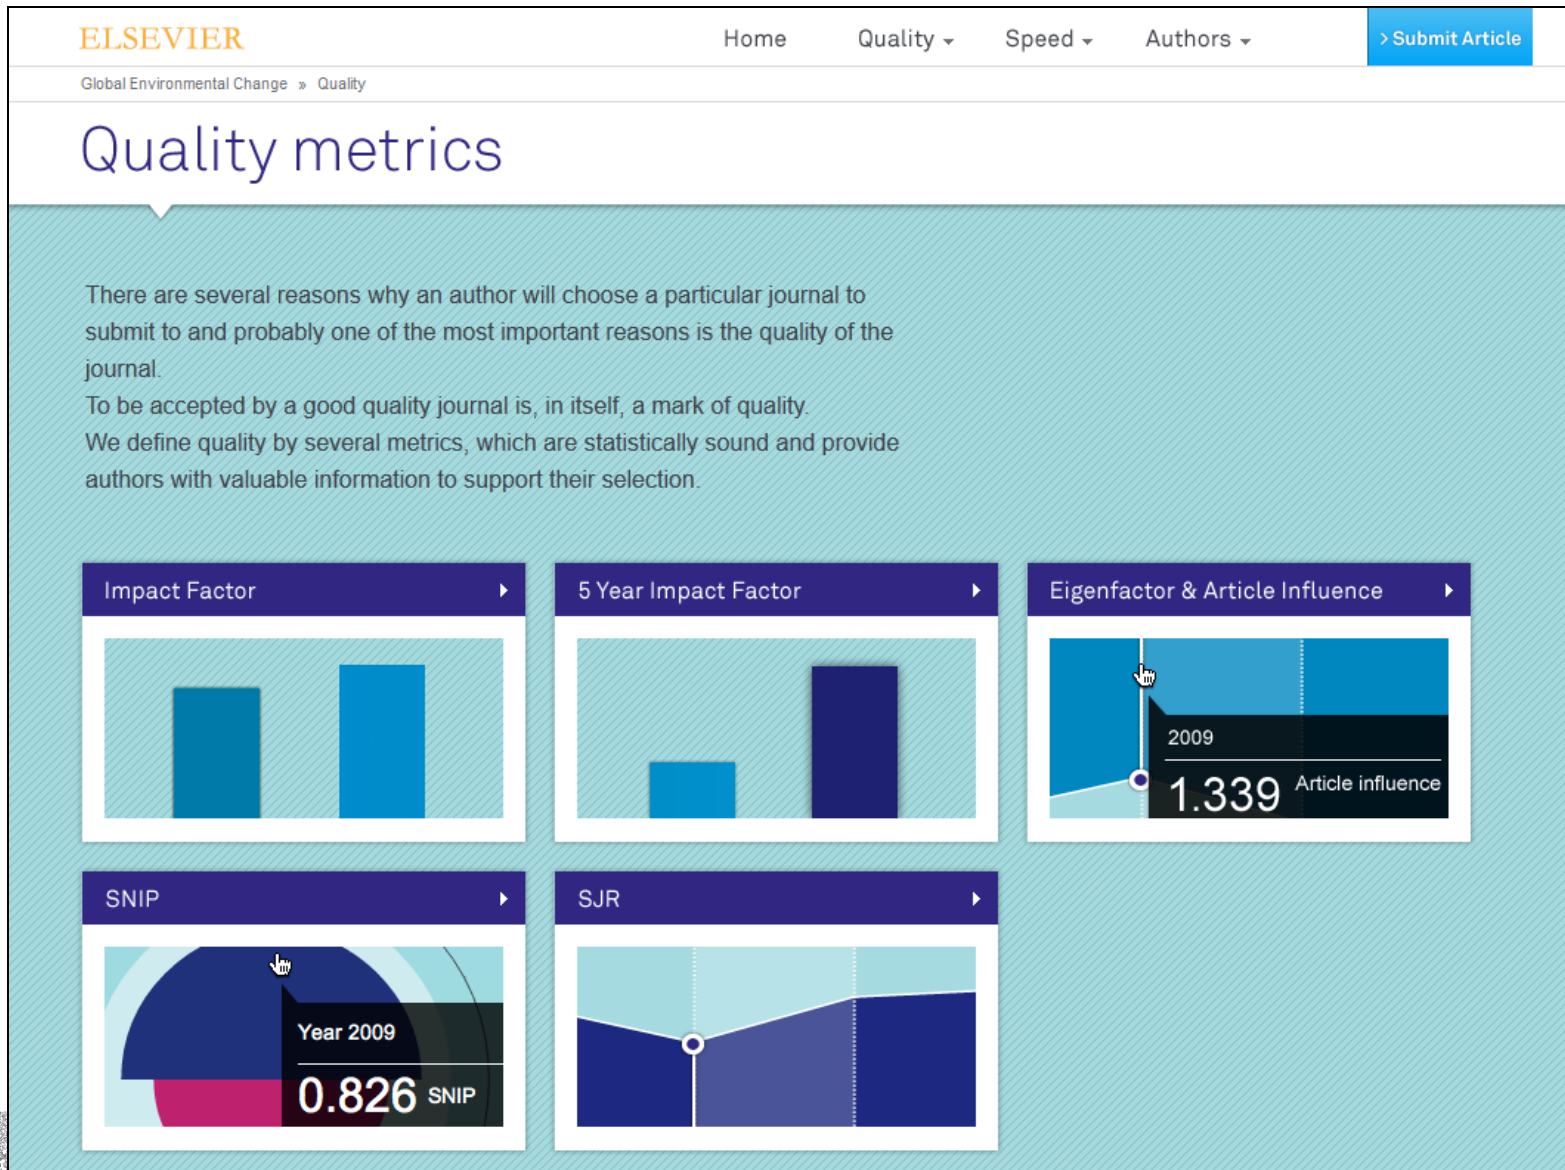 ELSEVIER
Home Quality Speed Authors > Submit Article
Global Environmental Change » Quality
Quality metrics
There are several reasons why an author will choose a particular journal to
submit to and probably one of the most important reasons is the quality of the
journal.
To be accepted by a good quality journal is, in itself, a mark of quality.
We define quality by several metrics, which are statistically sound and provide
authors with valuable information to support their selection.
Impact Factor
5 Year Impact Factor
Eigenfactor & Article Influence
2009
1.339 Article influence
SNIP
SJR
Year 2009
0.826 SNIP